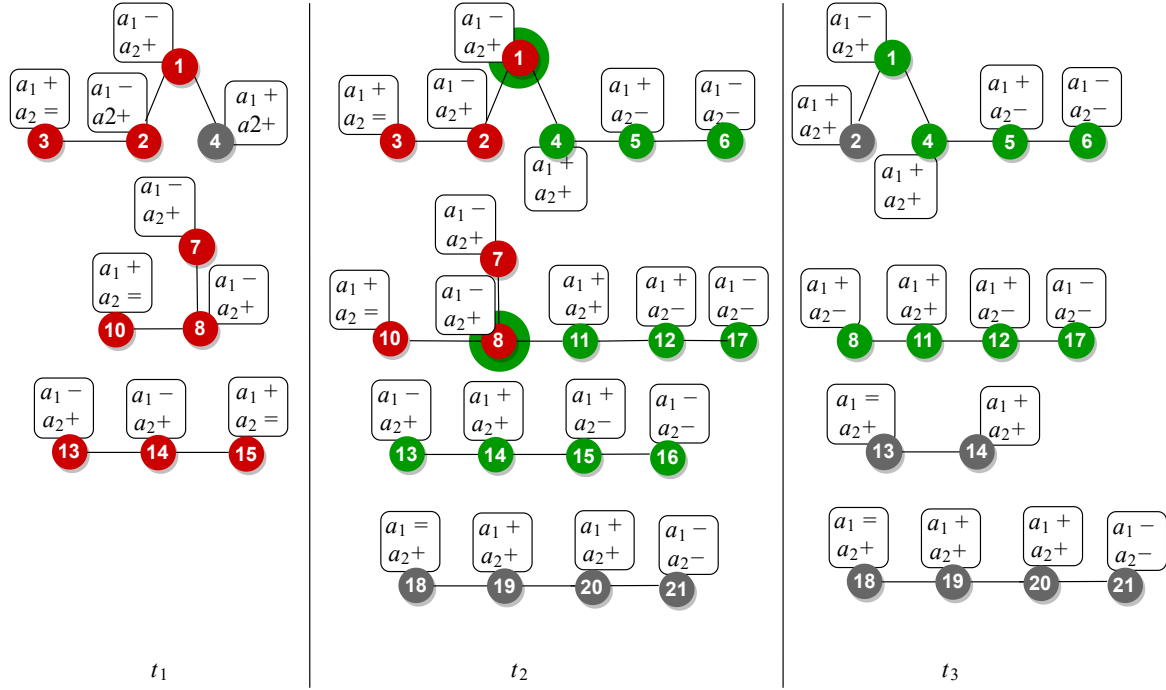 a₁ −
a₂+
1
a₁ +
a₂ =
3
a₁ −
a2+
2
a₁ +
a2+
4
a₁ −
a₂+
7
a₁ +
a₂ =
10
a₁ −
a₂+
8
a₁ −
a₂+
13
a₁ −
a₂+
14
a₁ +
a₂ =
15
t₁
a₁ −
a₂+
1
a₁ +
a₂ =
3
a₁ −
a₂+
2
a₁ +
a₂+
4
a₁ +
a₂−
5
a₁ −
a₂−
6
a₁ −
a₂+
7
a₁ +
a₂ =
10
a₁ −
a₂+
8
a₁ +
a₂+
11
a₁ +
a₂−
12
a₁ −
a₂−
17
a₁ −
a₂+
13
a₁ +
a₂+
14
a₁ +
a₂−
15
a₁ −
a₂−
16
a₁ =
a₂+
18
a₁ +
a₂+
19
a₁ +
a₂+
20
a₁ −
a₂−
21
t₂
a₁ −
a₂+
1
a₁ +
a₂+
2
a₁ +
a₂+
4
a₁ +
a₂−
5
a₁ −
a₂−
6
a₁ +
a₂−
8
a₁ +
a₂+
11
a₁ −
a₂−
12
a₁ −
a₂−
17
a₁ =
a₂+
13
a₁ +
a₂+
14
a₁ =
a₂+
18
a₁ +
a₂+
19
a₁ +
a₂+
20
a₁ −
a₂−
21
t₃